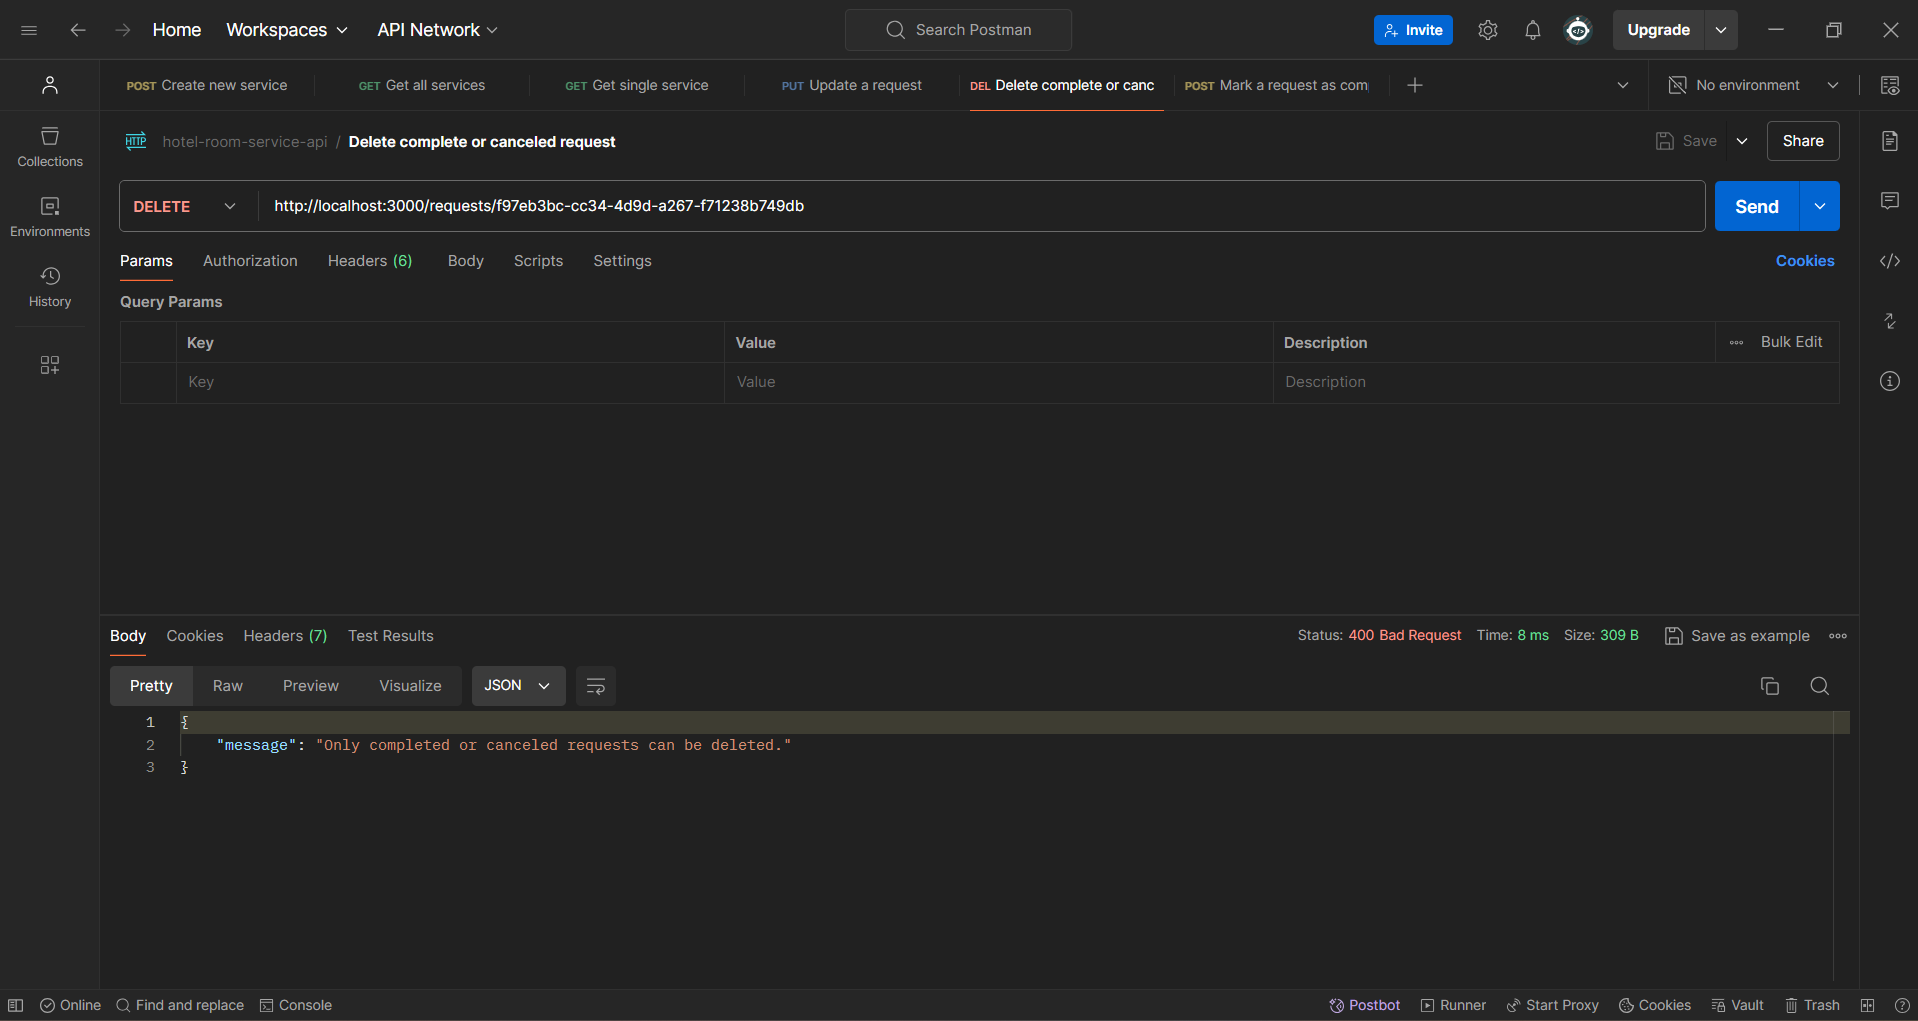 Home
Workspaces
API Network
Search Postman
Invite
Upgrade
POST Create new service
GET Get all services
GET Get single service
PUT Update a request
DEL Delete complete or canc
POST Mark a request as com
No environment
Collections
Environments
History
HTTP
hotel-room-service-api / Delete complete or canceled request
Save
Share
DELETE
http://localhost:3000/requests/f97eb3bc-cc34-4d9d-a267-f71238b749db
Send
Params
Authorization
Headers (6)
Body
Scripts
Settings
Cookies
Query Params
Key
Value
Description
Bulk Edit
Key
Value
Description
Body
Cookies
Headers (7)
Test Results
Status: 400 Bad Request
Time: 8 ms
Size: 309 B
Save as example
Pretty
Raw
Preview
Visualize
JSON
1 {
2 "message": "Only completed or canceled requests can be deleted."
3 }
Online
Find and replace
Console
Postbot
Runner
Start Proxy
Cookies
Vault
Trash